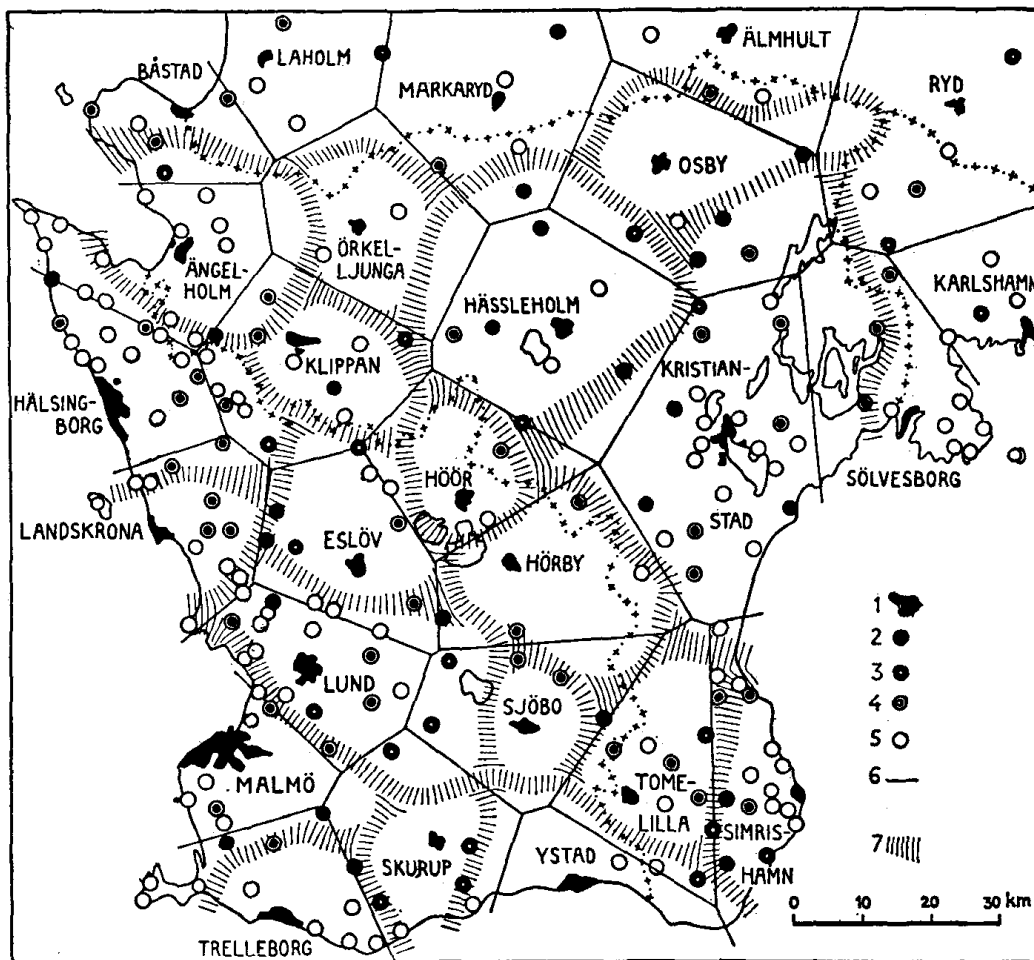 ÄLMHULT
LAHOLM
BÅSTAD
MARKARYD
RYD
OSBY
ÖRKEL-
LJUNGA
ÄNGEL-
HOLM
HÄSSLEHOLM
KARLSHAMN
KLIPPAN
KRISTIAN-
STAD
HÄLSING-
BORG
HÖÖR
SÖLVESBORG
LANDSKRONA
ESLÖV
HÖRBY
LUND
SJÖBO
MALMÖ
TOME-
LILLA
SIMRIS-
HAMN
SKURUP
YSTAD
TRELLEBORG
1
2
3
4
5
6
7
0 10 20 30 km